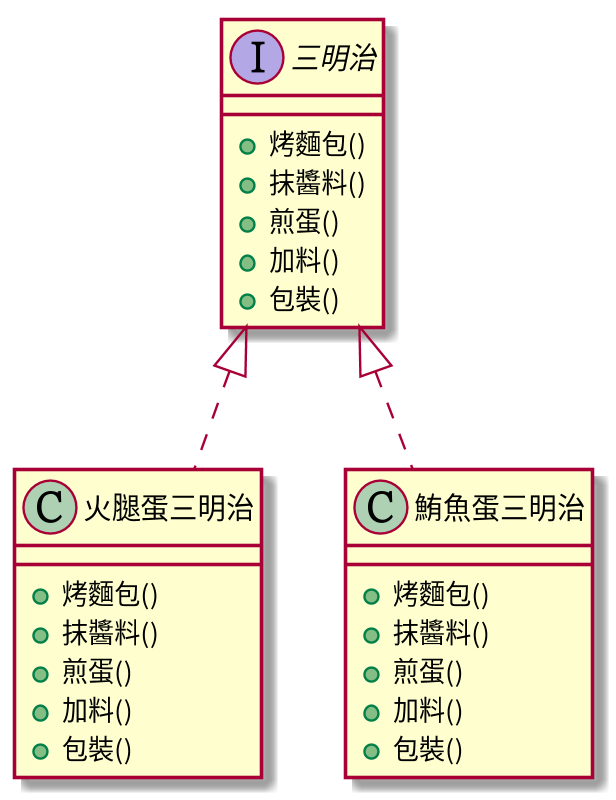 I 三明治
烤麵包()
抹醬料()
煎蛋()
加料()
包裝()
C 火腿蛋三明治
烤麵包()
抹醬料()
煎蛋()
加料()
包裝()
C 鮪魚蛋三明治
烤麵包()
抹醬料()
煎蛋()
加料()
包裝()